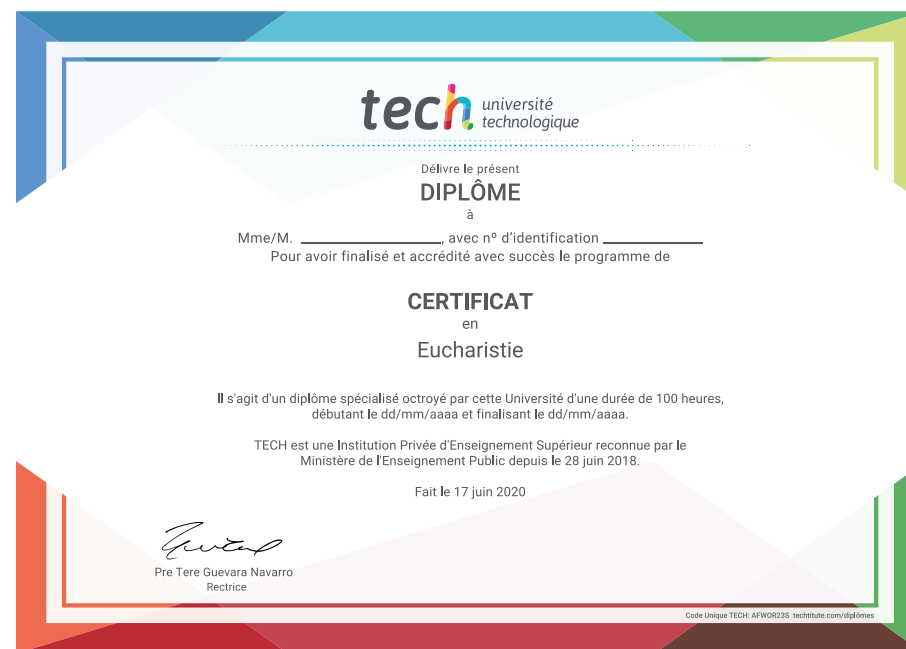 tech université
technologique
Délivre le présent
DIPLÔME
à
Mme/M. ____________________, avec nº d'identification ______________
Pour avoir finalisé et accrédité avec succès le programme de
CERTIFICAT
en
Eucharistie
Il s'agit d'un diplôme spécialisé octroyé par cette Université d'une durée de 100 heures,
débutant le dd/mm/aaaa et finalisant le dd/mm/aaaa.
TECH est une Institution Privée d'Enseignement Supérieur reconnue par le
Ministère de l'Enseignement Public depuis le 28 juin 2018.
Fait le 17 juin 2020
Pre Tere Guevara Navarro
Rectrice
Code Unique TECH: AFWOR23S techtitute.com/diplômes